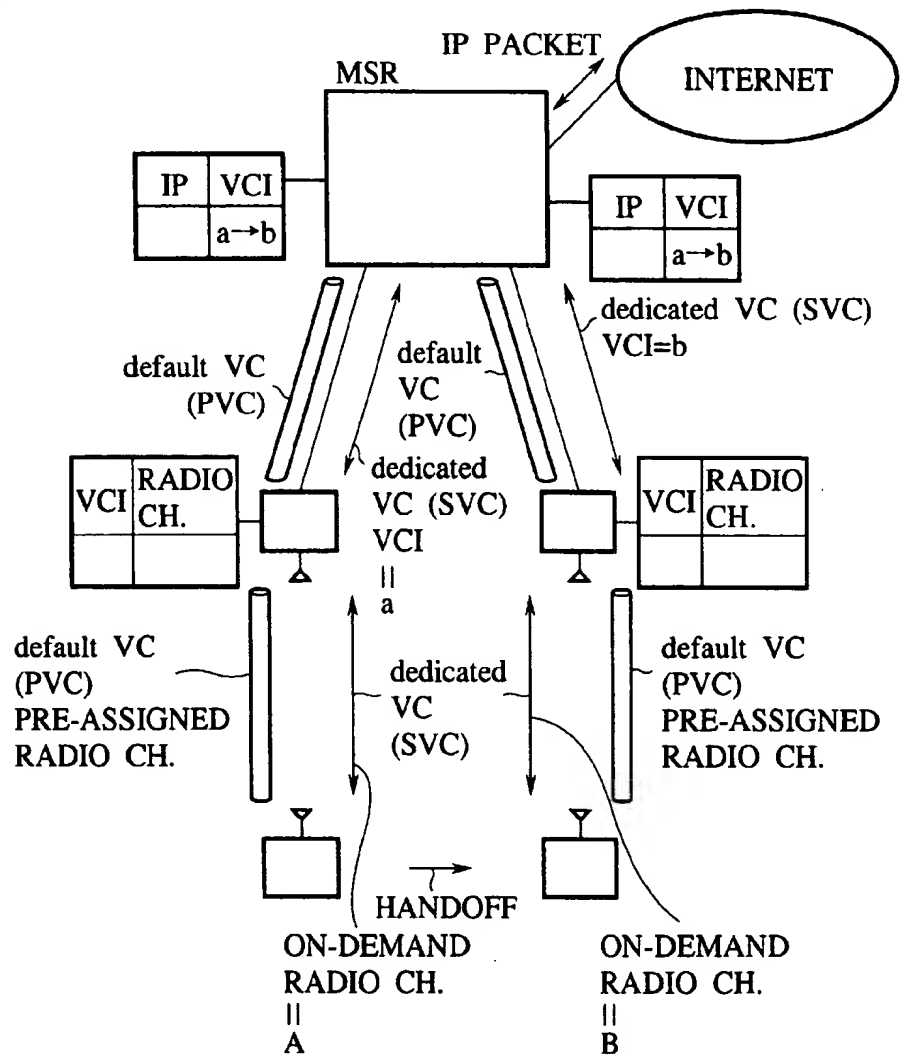 IP PACKET
INTERNET
MSR
IP VCI
a→b
IP VCI
a→b
dedicated VC (SVC)
VCI=b
default VC
(PVC)
default
VC
(PVC)
dedicated
VC (SVC)
VCI
=
a
VCI RADIO
CH.
VCI RADIO
CH.
default VC
(PVC)
PRE-ASSIGNED
RADIO CH.
dedicated
VC
(SVC)
default VC
(PVC)
PRE-ASSIGNED
RADIO CH.
HANDOFF
ON-DEMAND
RADIO CH.
=
A
ON-DEMAND
RADIO CH.
=
B